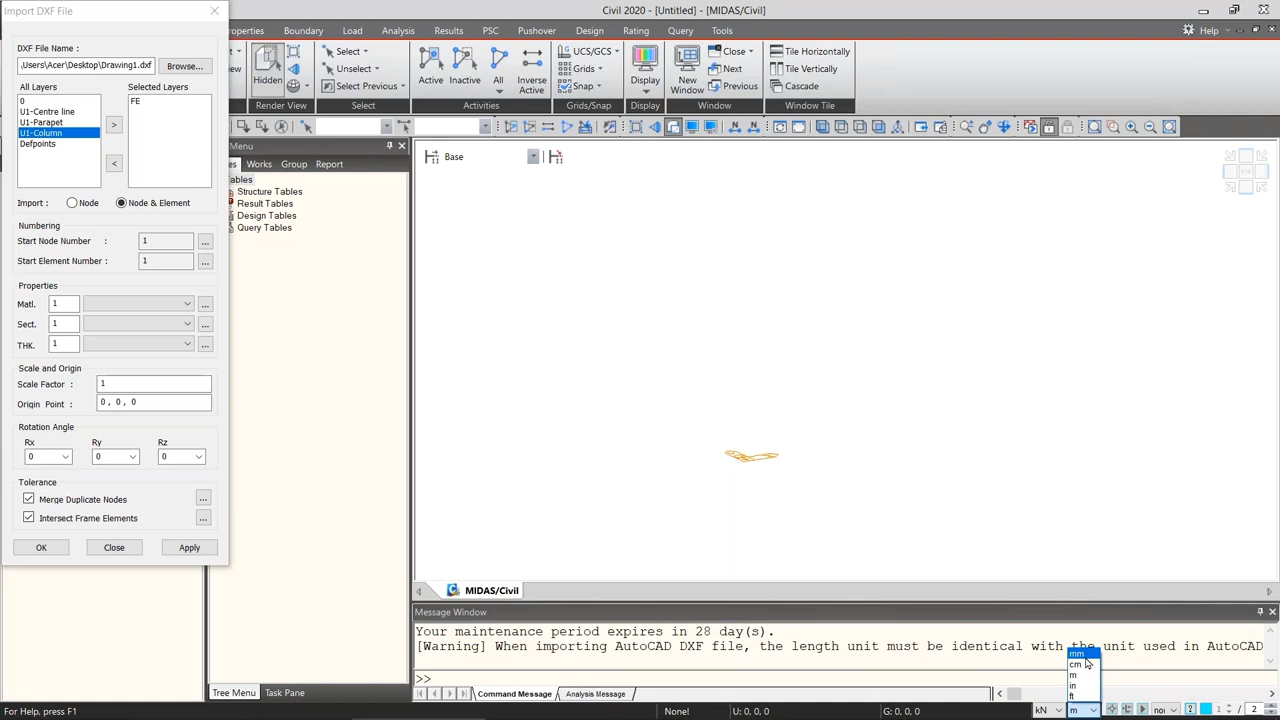 Import DXF File
Civil 2020 - [Untitled] - [MIDAS/Civil]
roperties Boundary Load Analysis Results PSC Pushover Design Rating Query Tools Help
DXF File Name :
\Users\Acer\Desktop\Drawing1.dxf Browse...
All Layers Selected Layers
0
U1-Centre line
U1-Parapet
U1-Column
Defpoints
FE
>
<
Import : Node Node & Element
Numbering
Start Node Number : 1 ...
Start Element Number : 1 ...
Properties
Matl. 1 ...
Sect. 1 ...
THK. 1 ...
Scale and Origin
Scale Factor : 1
Origin Point : 0 , 0 , 0
Rotation Angle
Rx Ry Rz
0 0 0
Tolerance
Merge Duplicate Nodes ...
Intersect Frame Elements ...
OK Close Apply
Hidden
Render View
Select
Unselect
Select Previous
Select
Active Inactive All Inverse Active
Activities
UCS/GCS
Grids
Snap
Grids/Snap
Display
Display
New Window
Close
Next
Previous
Window
Tile Horizontally
Tile Vertically
Cascade
Window Tile
Menu
es Works Group Report
ables
Structure Tables
Result Tables
Design Tables
Query Tables
Tree Menu Task Pane
Base
TOP
MIDAS/Civil
Message Window
Your maintenance period expires in 28 day(s).
[Warning] When importing AutoCAD DXF file, the length unit must be identical with the unit used in AutoCAD
>>
Command Message Analysis Message
mm
cm
m
in
ft
For Help, press F1 None! U: 0, 0, 0 G: 0, 0, 0 kN m no 1 / 2